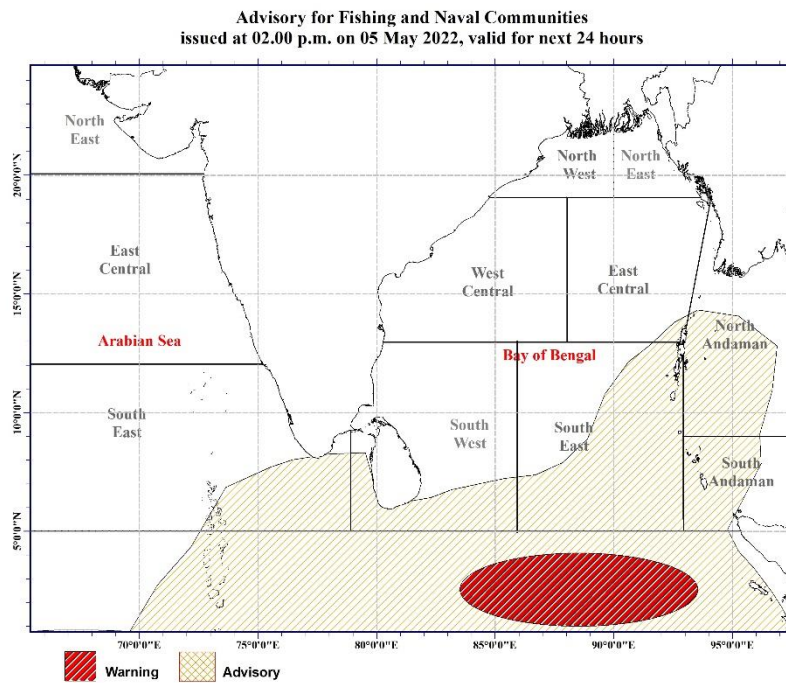 Advisory for Fishing and Naval Communities
issued at 02.00 p.m. on 05 May 2022, valid for next 24 hours
North
East
North
West
North
East
20°0'0"N
East
Central
West
Central
East
Central
15°0'0"N
Arabian Sea
Bay of Bengal
North
Andaman
South
East
10°0'0"N
South
West
South
East
South
Andaman
5°0'0"N
70°0'0"E
75°0'0"E
80°0'0"E
85°0'0"E
90°0'0"E
95°0'0"E
Warning
Advisory